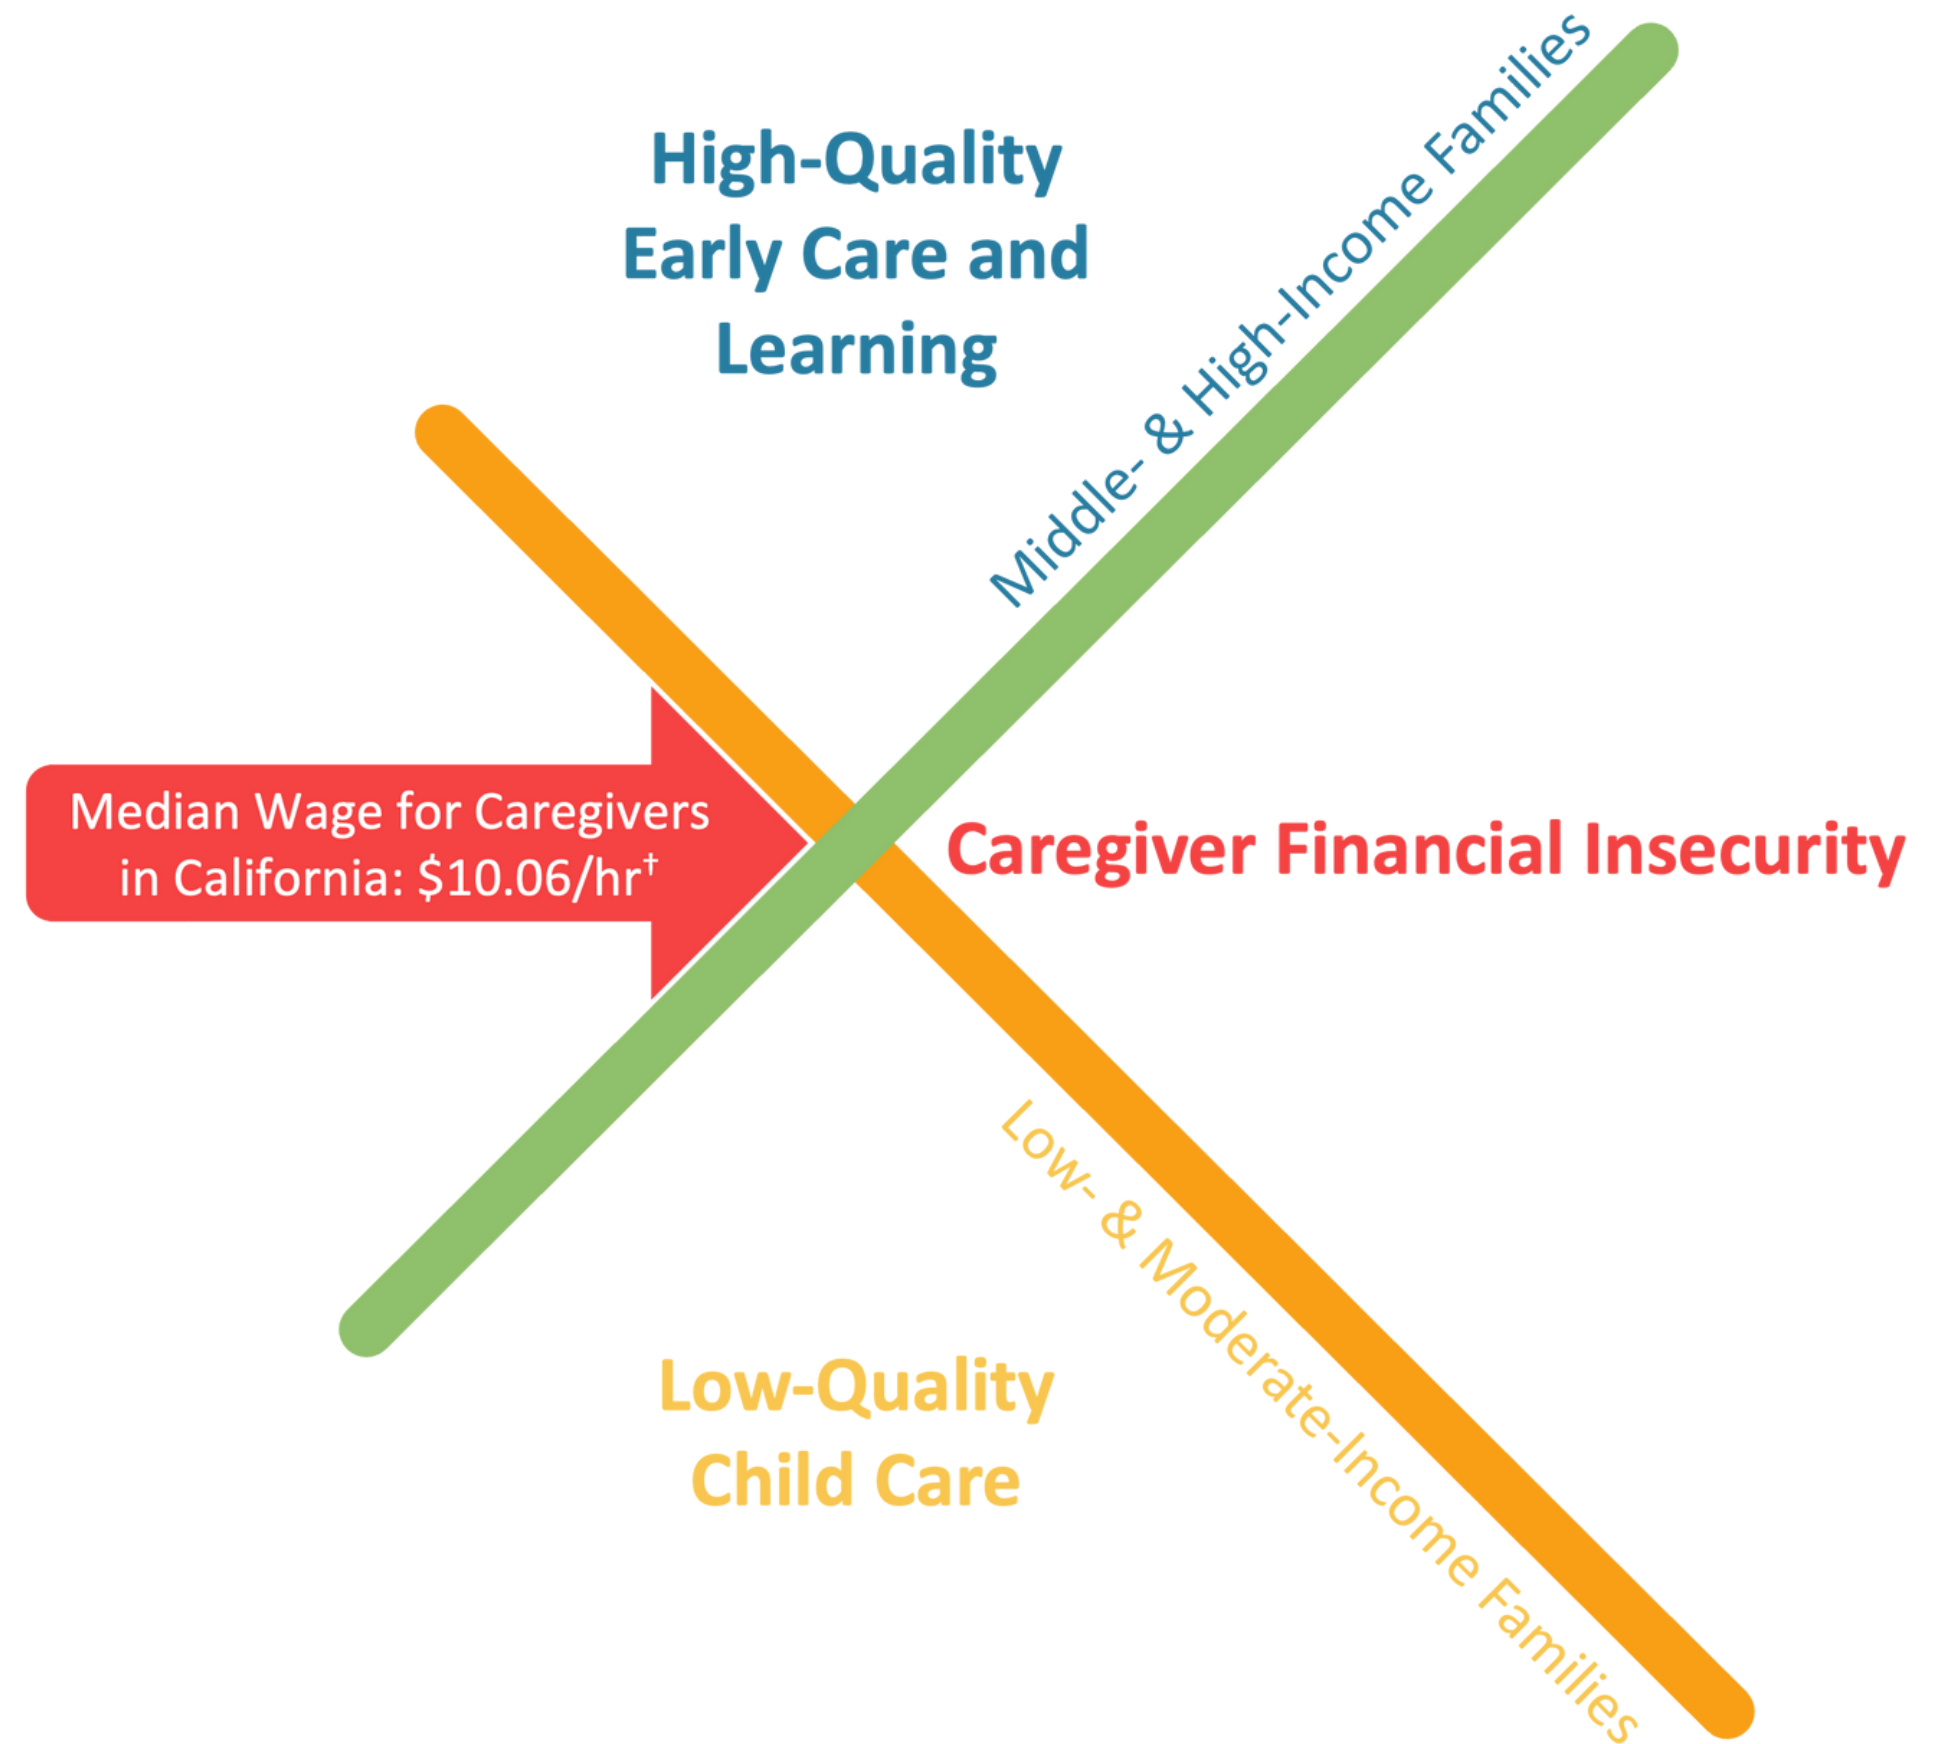 High-Quality
Early Care and
Learning
Middle- & High-Income Families
Median Wage for Caregivers
in California: $10.06/hr†
Caregiver Financial Insecurity
Low- & Moderate-Income Families
Low-Quality
Child Care